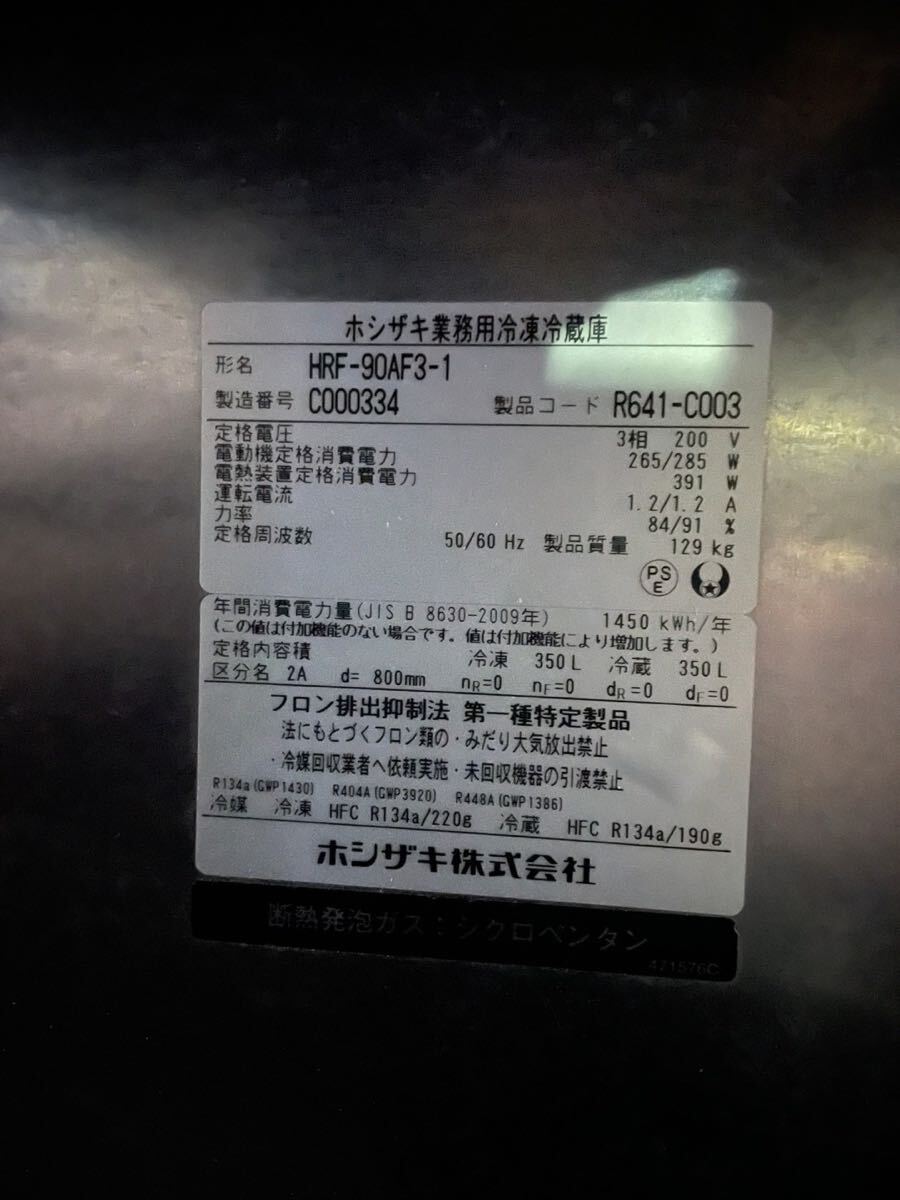 ホシザキ業務用冷凍冷蔵庫
形名 HRF-90AF3-1
製造番号 C000334 製品コード R641-C003
定格電圧 3相 200 V
電動機定格消費電力 265/285 W
電熱装置定格消費電力 391 W
運転電流 1.2/1.2 A
力率 84/91 %
定格周波数 50/60 Hz 製品質量 129 kg
PS E
年間消費電力量(JIS B 8630-2009年) 1450 kWh/年
(この値は付加機能のない場合です。値は付加機能により増加します。)
定格内容積 冷凍 350 L 冷蔵 350 L
区分名 2A d= 800mm nR=0 nF=0 dR=0 dF=0
フロン排出抑制法 第一種特定製品
法にもとづくフロン類の・みだり大気放出禁止
・冷媒回収業者へ依頼実施・未回収機器の引渡禁止
R134a(GWP1430) R404A(GWP3920) R448A(GWP1386)
冷媒 冷凍 HFC R134a/220g 冷蔵 HFC R134a/190g
ホシザキ株式会社
断熱発泡ガス:シクロペンタン
471576C